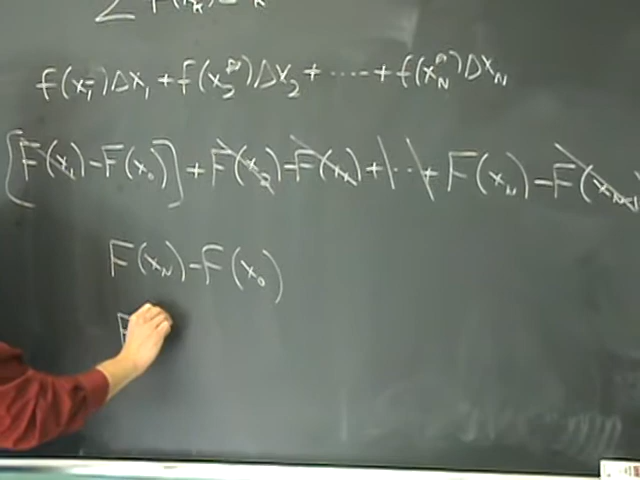 f(x₁*)Δx₁ + f(x₂*)Δx₂ + ..... + f(x_N*)Δx_N
[F(x₁) - F(x₀)] + F(x₂) - F(x₁) + ... + F(x_N) - F(x_{N-1})
F(x_N) - F(x₀)
F